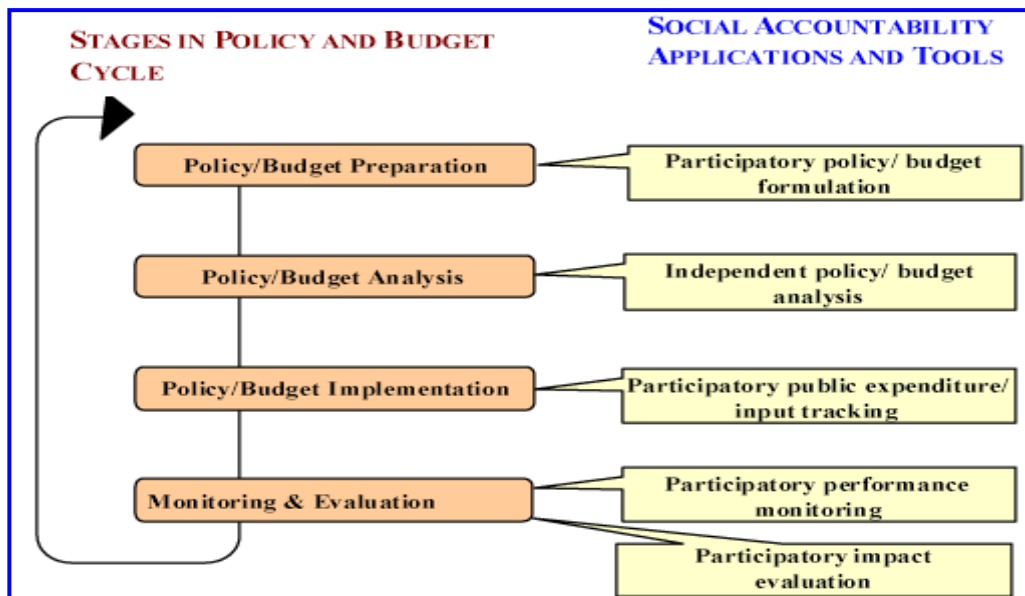 STAGES IN POLICY AND BUDGET
CYCLE
SOCIAL ACCOUNTABILITY
APPLICATIONS AND TOOLS
Policy/Budget Preparation
Participatory policy/ budget
formulation
Policy/Budget Analysis
Independent policy/ budget
analysis
Policy/Budget Implementation
Participatory public expenditure/
input tracking
Monitoring & Evaluation
Participatory performance
monitoring
Participatory impact
evaluation